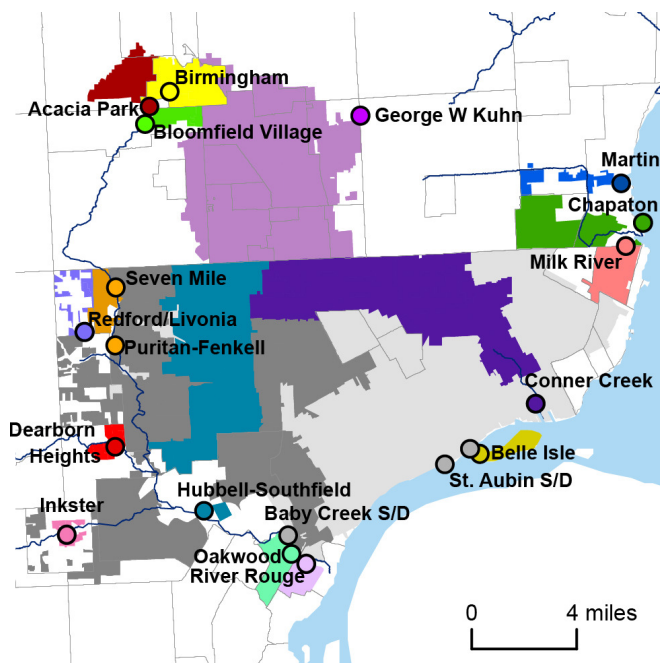 Birmingham
Acacia Park
George W Kuhn
Bloomfield Village
Martin
Chapaton
Milk River
Seven Mile
Redford/Livonia
Puritan-Fenkell
Conner Creek
Dearborn
Heights
Belle Isle
St. Aubin S/D
Hubbell-Southfield
Inkster
Baby Creek S/D
Oakwood
River Rouge
0 4 miles